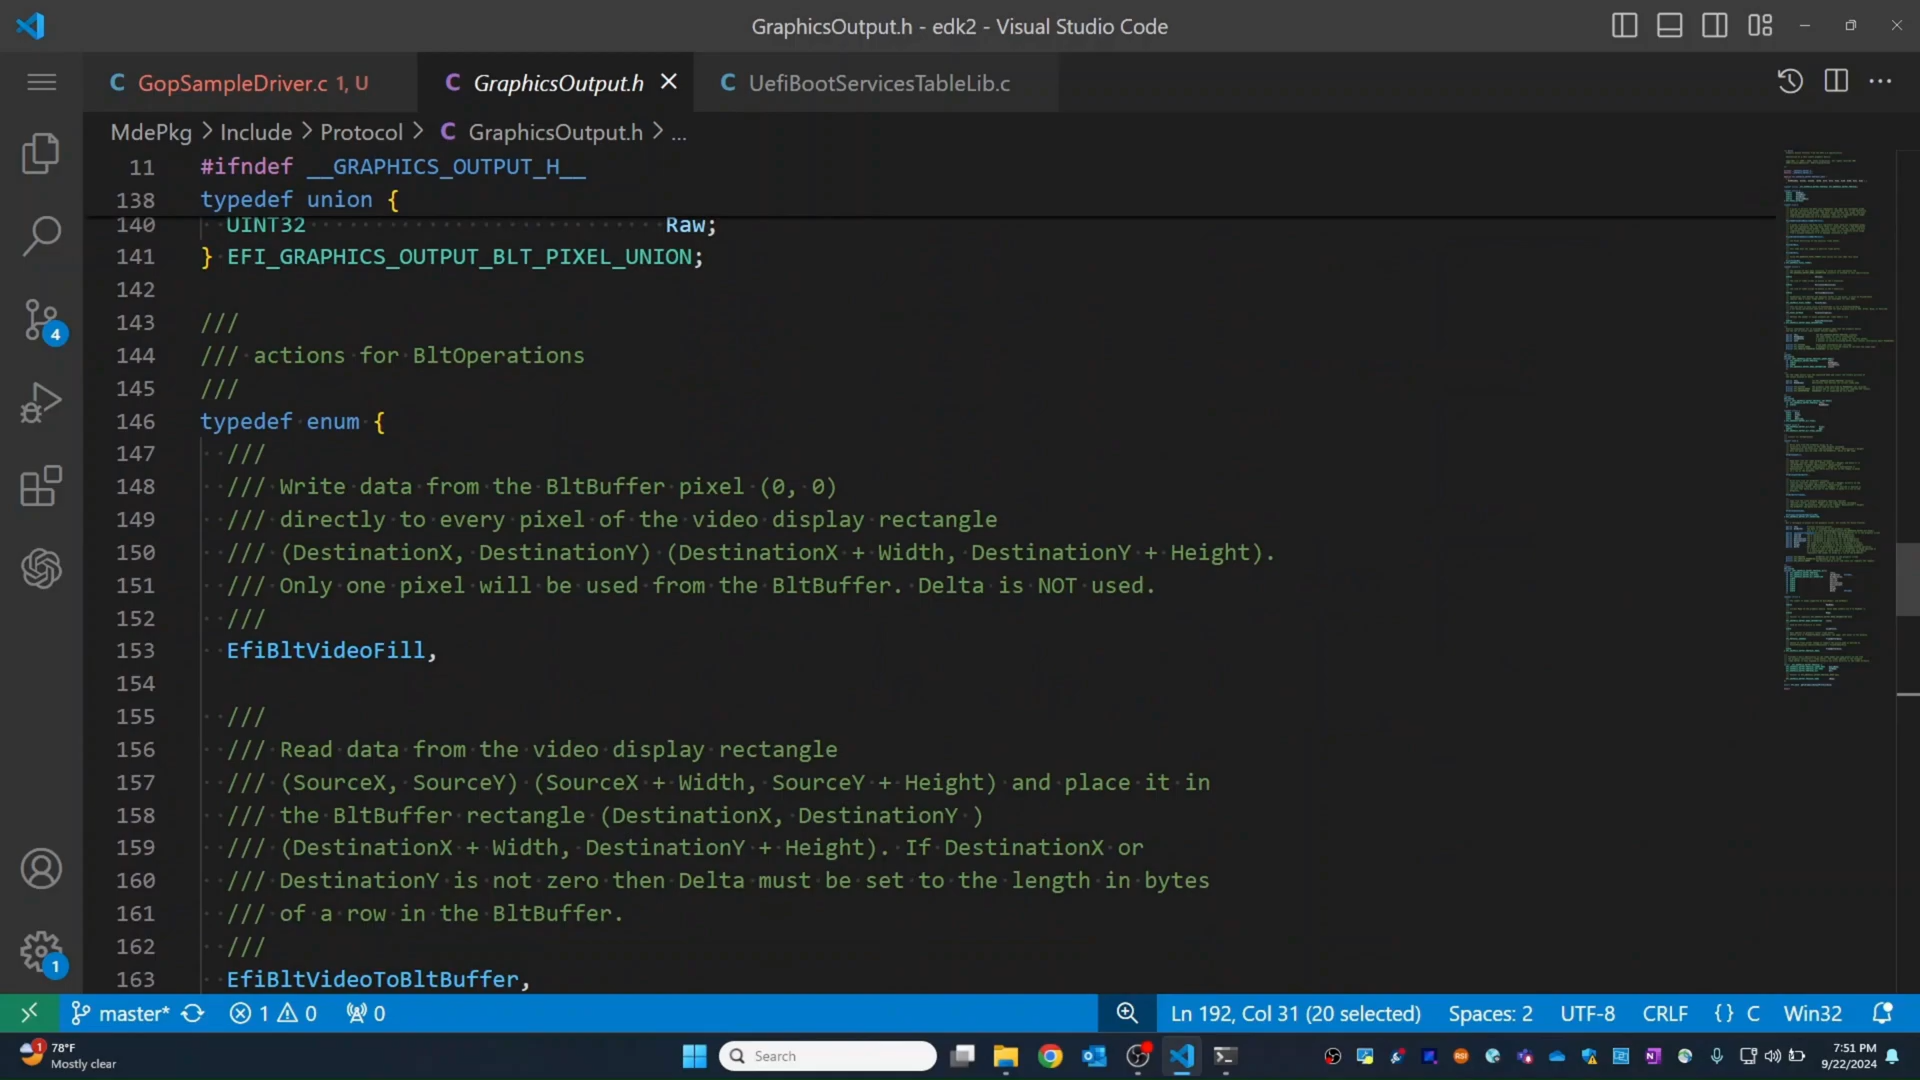 GraphicsOutput.h - edk2 - Visual Studio Code
C GopSampleDriver.c 1, U
C GraphicsOutput.h
C UefiBootServicesTableLib.c
MdePkg > Include > Protocol > C GraphicsOutput.h > ...
11 #ifndef __GRAPHICS_OUTPUT_H__
138 typedef union {
140 UINT32 Raw;
141 } EFI_GRAPHICS_OUTPUT_BLT_PIXEL_UNION;
142
143 ///
144 /// actions for BltOperations
145 ///
146 typedef enum {
147 ///
148 /// Write data from the BltBuffer pixel (0, 0)
149 /// directly to every pixel of the video display rectangle
150 /// (DestinationX, DestinationY) (DestinationX + Width, DestinationY + Height).
151 /// Only one pixel will be used from the BltBuffer. Delta is NOT used.
152 ///
153 EfiBltVideoFill,
154
155 ///
156 /// Read data from the video display rectangle
157 /// (SourceX, SourceY) (SourceX + Width, SourceY + Height) and place it in
158 /// the BltBuffer rectangle (DestinationX, DestinationY )
159 /// (DestinationX + Width, DestinationY + Height). If DestinationX or
160 /// DestinationY is not zero then Delta must be set to the length in bytes
161 /// of a row in the BltBuffer.
162 ///
163 EfiBltVideoToBltBuffer,
4
1
master* 1 0 0
Ln 192, Col 31 (20 selected) Spaces: 2 UTF-8 CRLF {} C Win32
1 78°F
Mostly clear
Search
7:51 PM
9/22/2024